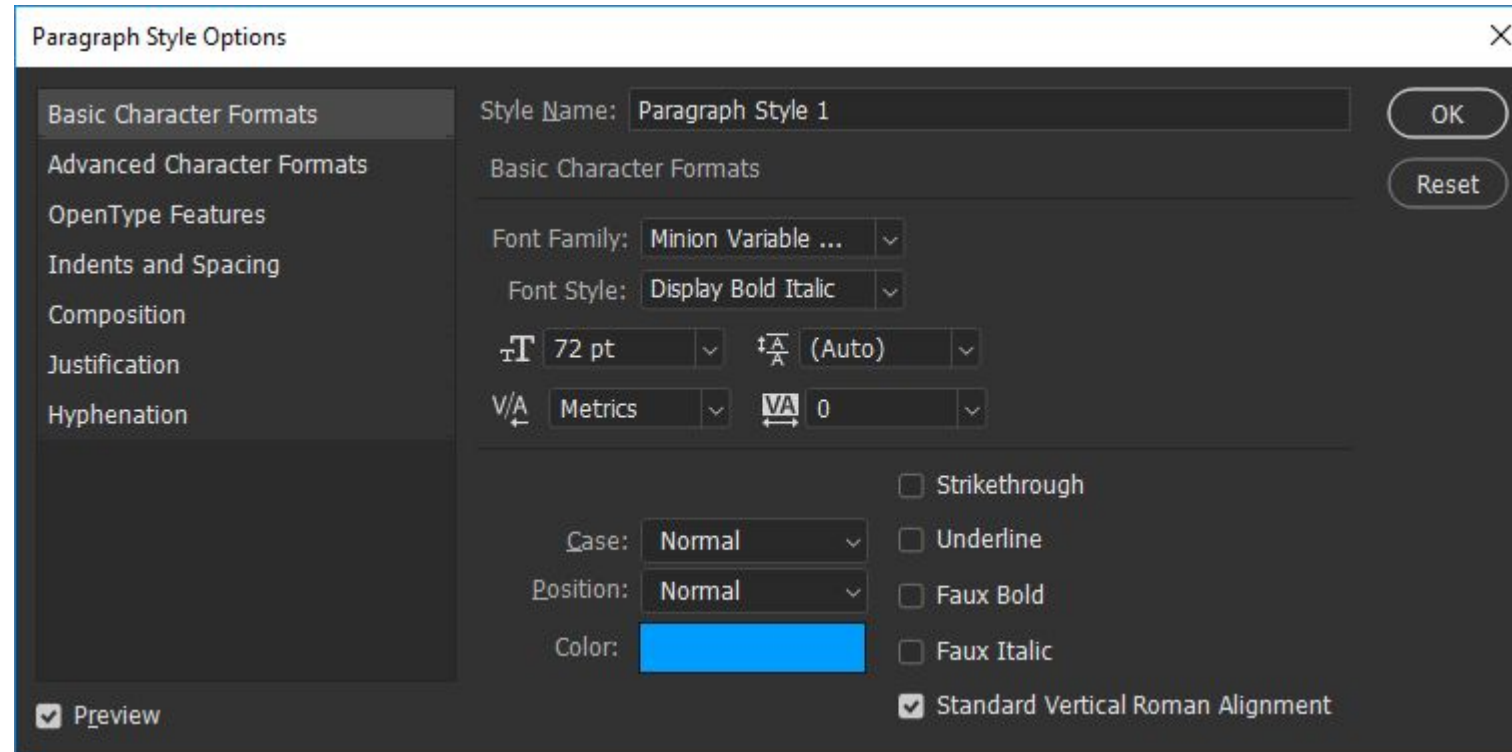 Paragraph Style Options
Basic Character Formats
Advanced Character Formats
OpenType Features
Indents and Spacing
Composition
Justification
Hyphenation
Preview
Style Name: Paragraph Style 1
Basic Character Formats
Font Family: Minion Variable ...
Font Style: Display Bold Italic
72 pt (Auto)
Metrics 0
Case: Normal
Position: Normal
Color:
Strikethrough
Underline
Faux Bold
Faux Italic
Standard Vertical Roman Alignment
OK
Reset